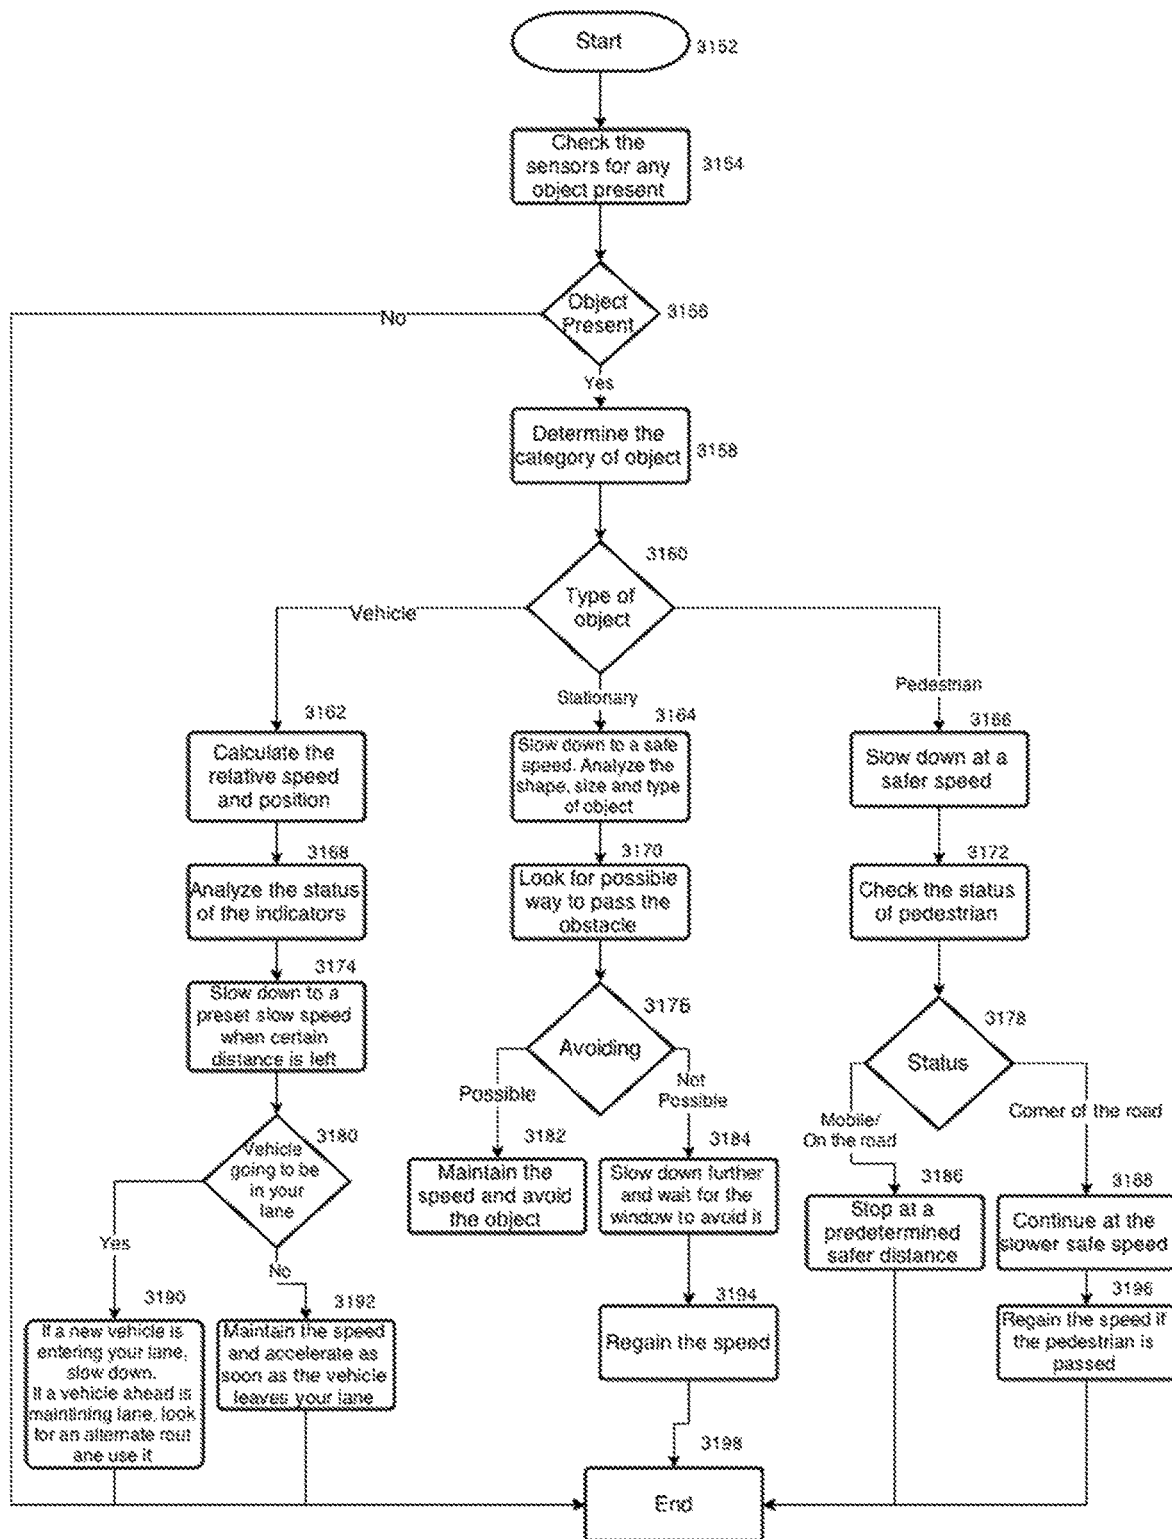 Start
3152
Check the
sensors for any
object present
3154
Object
Present
3156
No
Yes
Determine the
category of object
3158
3160
Type of
object
Vehicle
Stationary
Pedestrian
3162
Calculate the
relative speed
and position
3164
Slow down to a safe
speed. Analyze the
shape, size and type
of object
3166
Slow down at a
safer speed
3168
Analyze the status
of the indicators
3170
Look for possible
way to pass the
obstacle
3172
Check the status
of pedestrian
3174
Slow down to a
preset slow speed
when certain
distance is left
3176
Avoiding
3178
Status
Possible
Not
Possible
Mobile/
On the road
Corner of the road
3180
Vehicle
going to be
in your
lane
3182
Maintain the
speed and avoid
the object
3184
Slow down further
and wait for the
window to avoid it
3186
Stop at a
predetermined
safer distance
3188
Continue at the
slower safe speed
Yes
No
3190
If a new vehicle is
entering your lane,
slow down.
If a vehicle ahead is
maintining lane, look
for an alternate rout
ane use it
3192
Maintain the speed
and accelerate as
soon as the vehicle
leaves your lane
3194
Regain the speed
3196
Regain the speed if
the pedestrian is
passed
3198
End